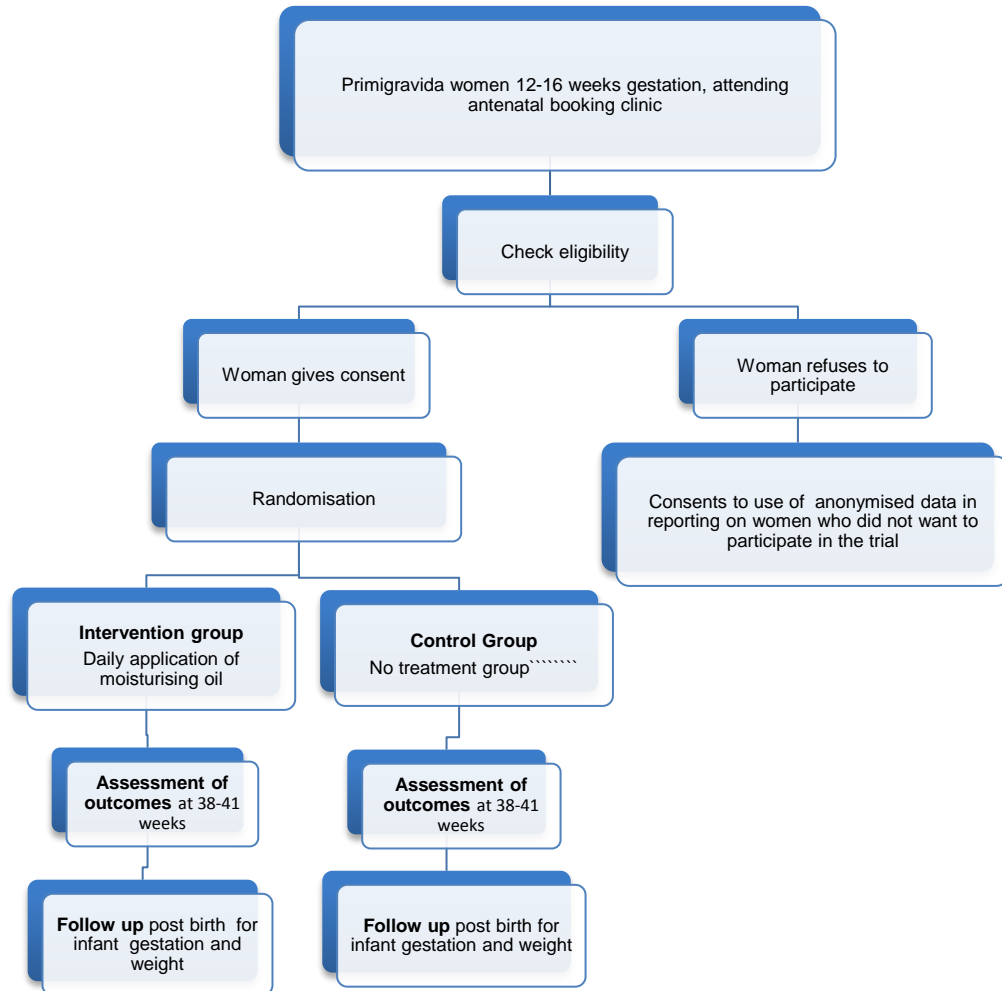 Primigravida women 12-16 weeks gestation, attending
antenatal booking clinic
Check eligibility
Woman gives consent
Woman refuses to
participate
Randomisation
Consents to use of anonymised data in
reporting on women who did not want to
participate in the trial
Intervention group
Daily application of
moisturising oil
Control Group
No treatment group````````
Assessment of
outcomes at 38-41
weeks
Assessment of
outcomes at 38-41
weeks
Follow up post birth for
infant gestation and
weight
Follow up post birth for
infant gestation and weight